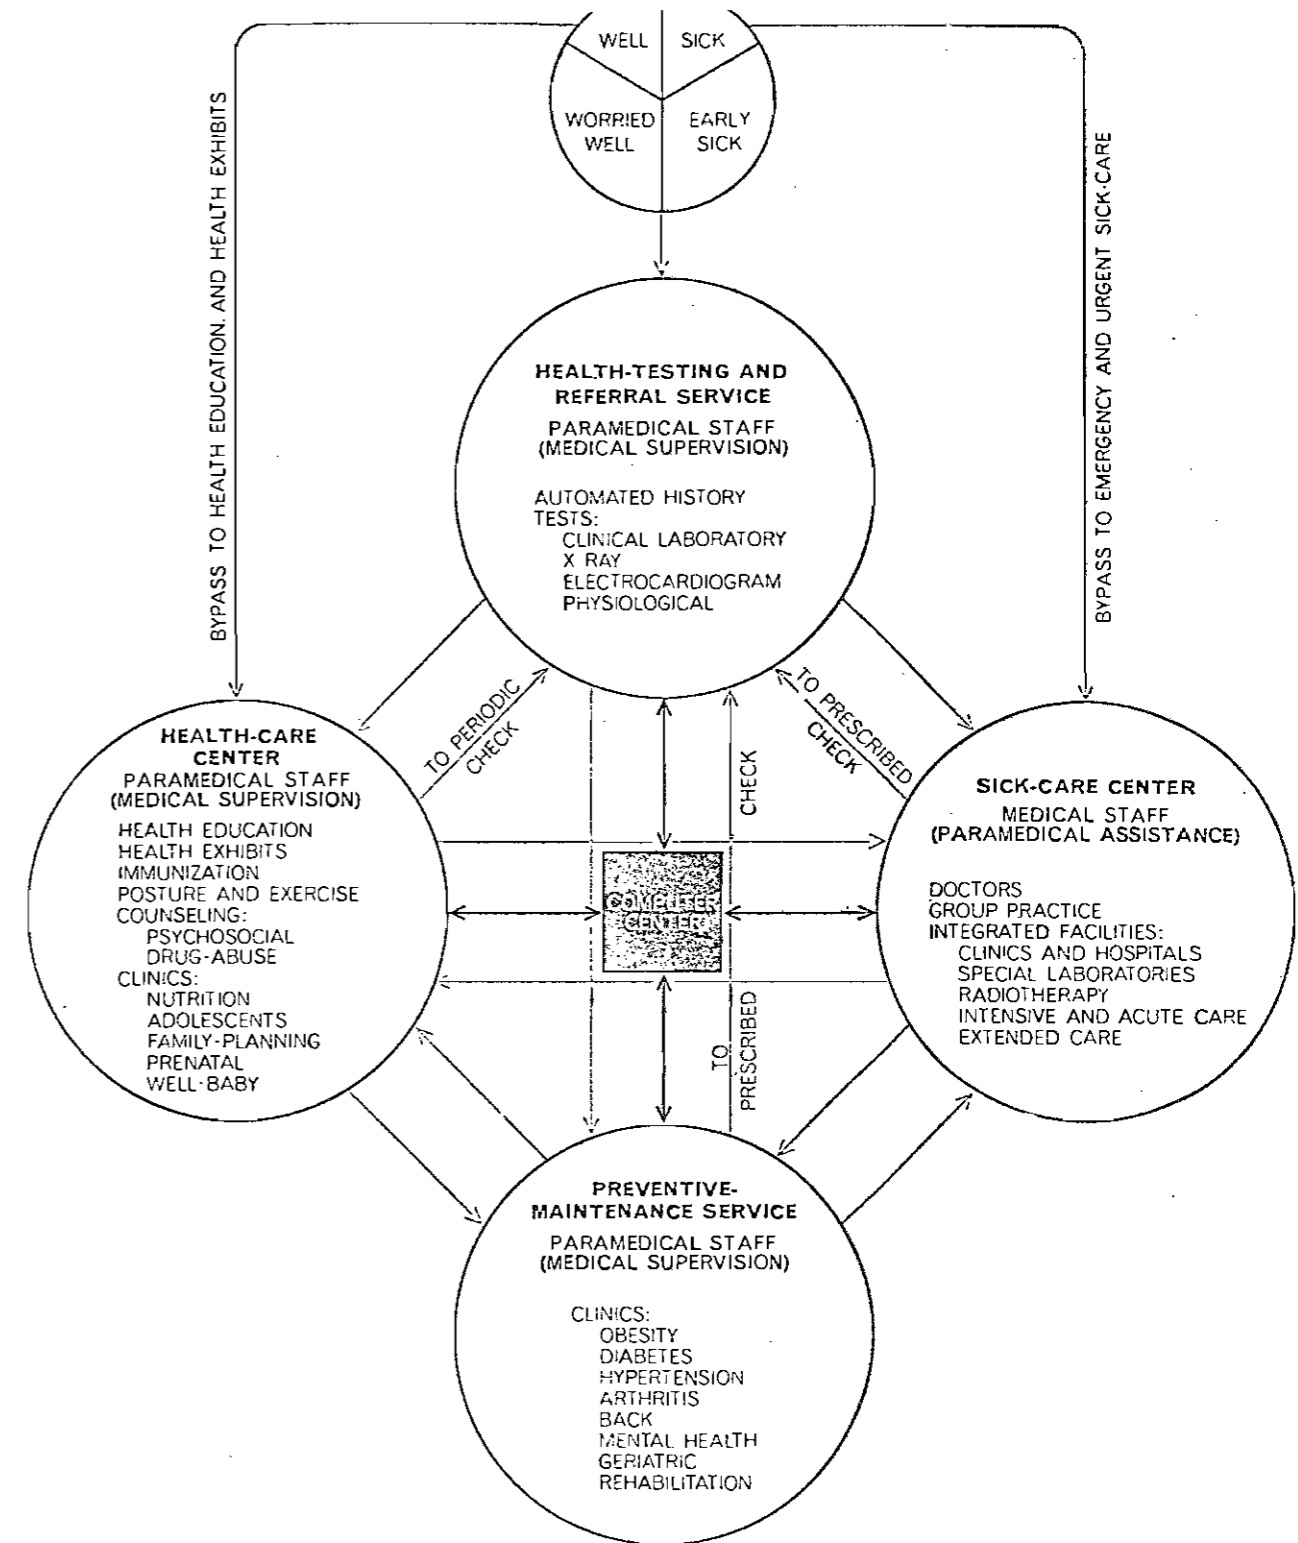 WELL
SICK
WORRIED
WELL
EARLY
SICK
BYPASS TO HEALTH EDUCATION. AND HEALTH EXHIBITS
BYPASS TO EMERGENCY AND URGENT SICK-CARE
HEALTH-TESTING AND
REFERRAL SERVICE
PARAMEDICAL STAFF
(MEDICAL SUPERVISION)
AUTOMATED HISTORY
TESTS:
CLINICAL LABORATORY
X RAY
ELECTROCARDIOGRAM
PHYSIOLOGICAL
TO PERIODIC
CHECK
TO PRESCRIBED
CHECK
HEALTH-CARE
CENTER
PARAMEDICAL STAFF
(MEDICAL SUPERVISION)
HEALTH EDUCATION
HEALTH EXHIBITS
IMMUNIZATION
POSTURE AND EXERCISE
COUNSELING:
PSYCHOSOCIAL
DRUG-ABUSE
CLINICS:
NUTRITION
ADOLESCENTS
FAMILY-PLANNING
PRENATAL
WELL-BABY
COMPUTER
CENTER
TO
PRESCRIBED
CHECK
SICK-CARE CENTER
MEDICAL STAFF
(PARAMEDICAL ASSISTANCE)
DOCTORS
GROUP PRACTICE
INTEGRATED FACILITIES:
CLINICS AND HOSPITALS
SPECIAL LABORATORIES
RADIOTHERAPY
INTENSIVE AND ACUTE CARE
EXTENDED CARE
PREVENTIVE-
MAINTENANCE SERVICE
PARAMEDICAL STAFF
(MEDICAL SUPERVISION)
CLINICS:
OBESITY
DIABETES
HYPERTENSION
ARTHRITIS
BACK
MENTAL HEALTH
GERIATRIC
REHABILITATION